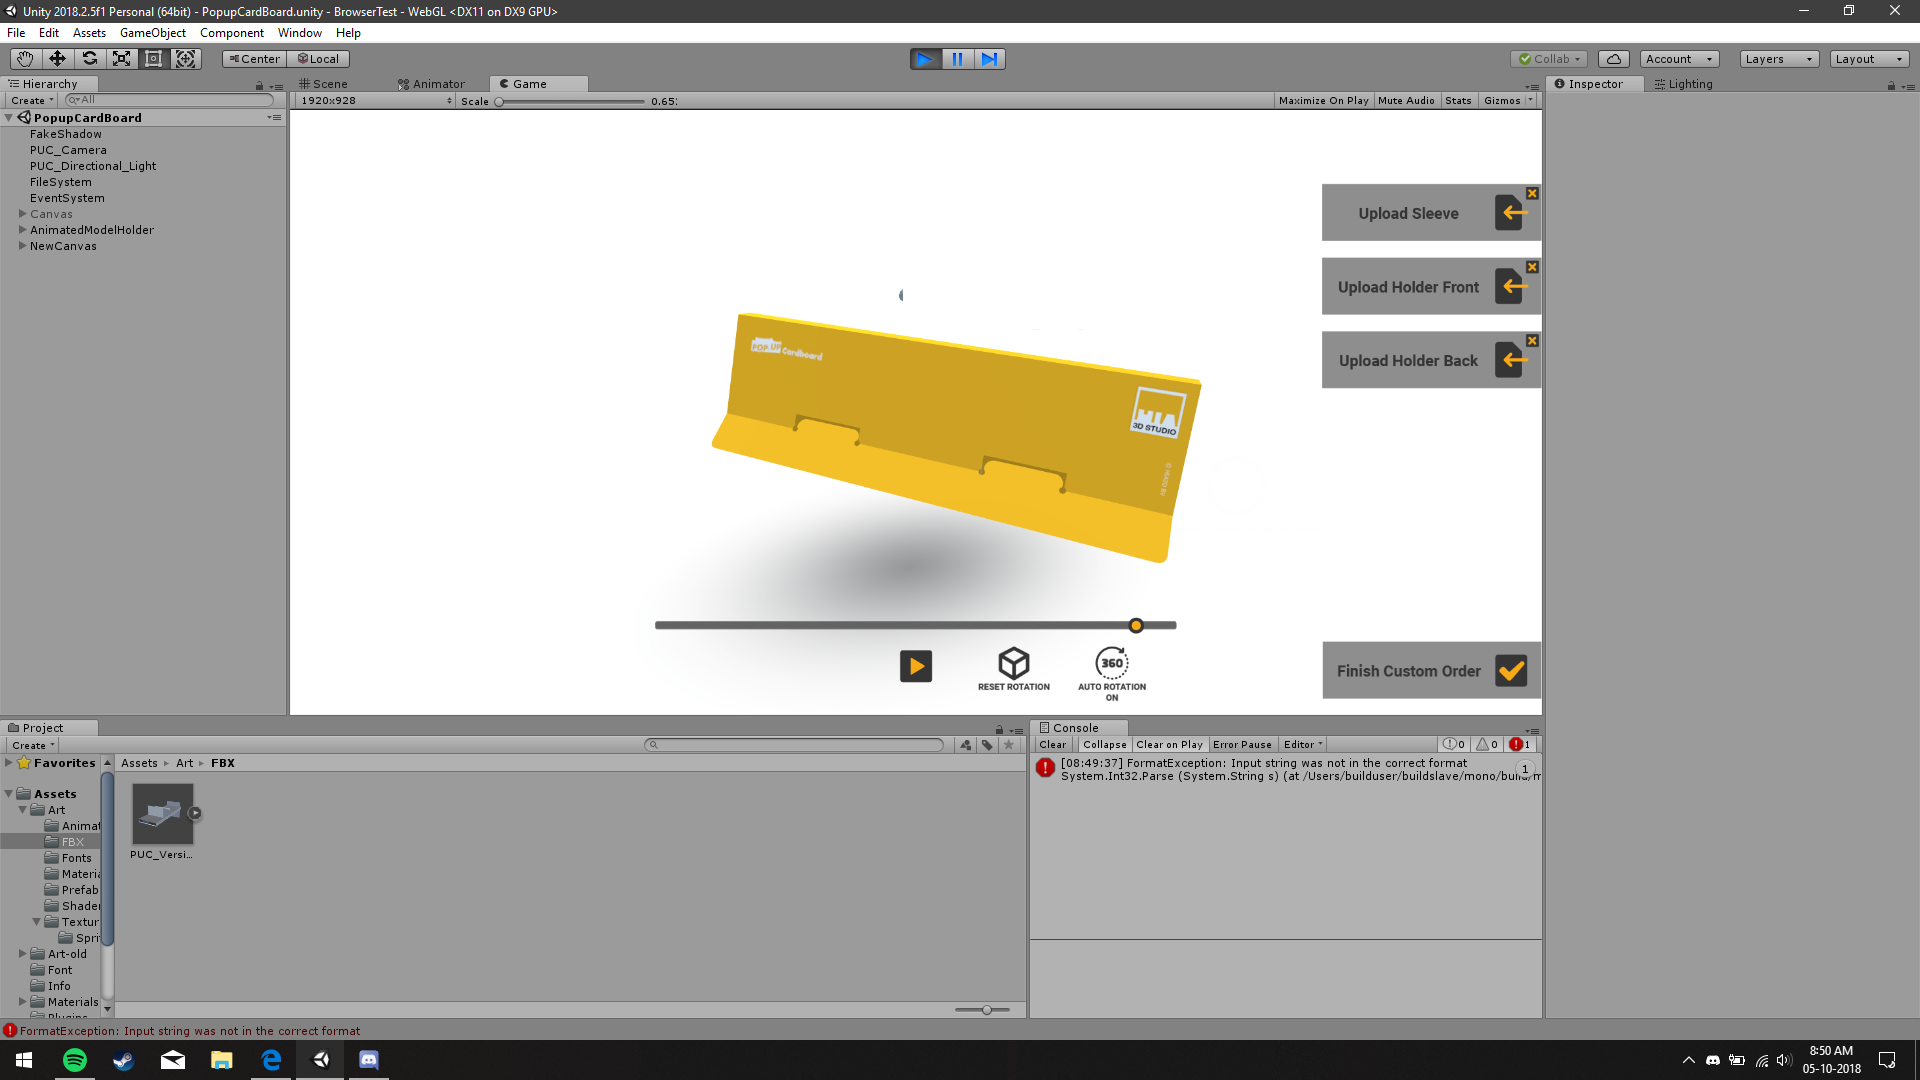 Unity 2018.2.5f1 Personal (64bit) - PopupCardBoard.unity - BrowserTest - WebGL <DX11 on DX9 GPU>
File Edit Assets GameObject Component Window Help
Center Local Collab Account Layers Layout
Hierarchy
Create All
PopupCardBoard
FakeShadow
PUC_Camera
PUC_Directional_Light
FileSystem
EventSystem
Canvas
AnimatedModelHolder
NewCanvas
Scene Animator Game
1920x928 Scale 0.65: Maximize On Play Mute Audio Stats Gizmos
POP UP Cardboard
3D STUDIO
Upload Sleeve
Upload Holder Front
Upload Holder Back
RESET ROTATION
360
AUTO ROTATION
ON
Finish Custom Order
Inspector Lighting
Project
Create
Favorites
Assets
Art
Animat
FBX
Fonts
Materia
Prefab
Shader
Textur
Spri
Art-old
Font
Info
Materials
Plugins
Assets Art FBX
PUC_Versi...
Console
Clear Collapse Clear on Play Error Pause Editor 0 0 1
[08:49:37] FormatException: Input string was not in the correct format
System.Int32.Parse (System.String s) (at /Users/builduser/buildslave/mono/build/m
1
FormatException: Input string was not in the correct format
8:50 AM
05-10-2018